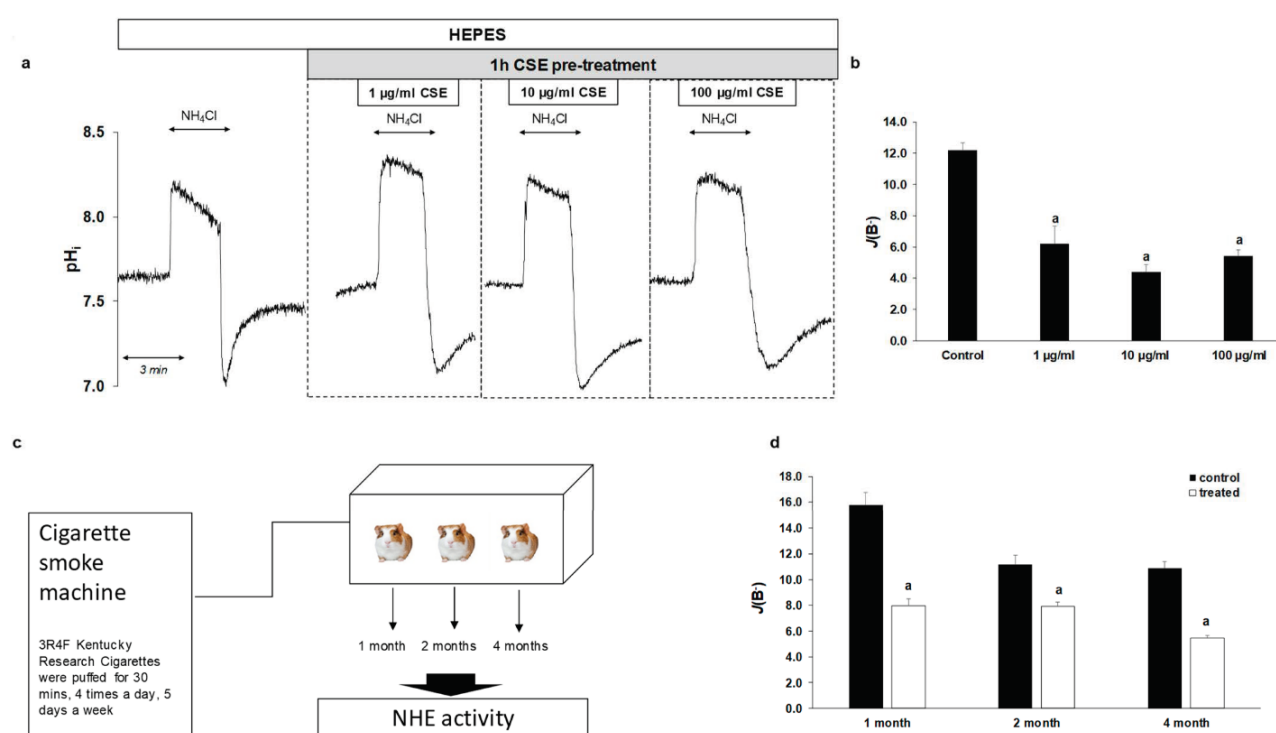 HEPES
a
1h CSE pre-treatment
b
1 µg/ml CSE
10 µg/ml CSE
100 µg/ml CSE
NH₄Cl
NH₄Cl
NH₄Cl
NH₄Cl
8.5
8.0
7.5
7.0
pHᵢ
3 min
14.0
12.0
10.0
8.0
6.0
4.0
2.0
0.0
J(B⁻)
a
a
a
Control
1 µg/ml
10 µg/ml
100 µg/ml
c
Cigarette
smoke
machine
3R4F Kentucky
Research Cigarettes
were puffed for 30
mins, 4 times a day, 5
days a week
1 month
2 months
4 months
NHE activity
d
18.0
16.0
14.0
12.0
10.0
8.0
6.0
4.0
2.0
0.0
J(B⁻)
control
treated
a
a
a
1 month
2 month
4 month